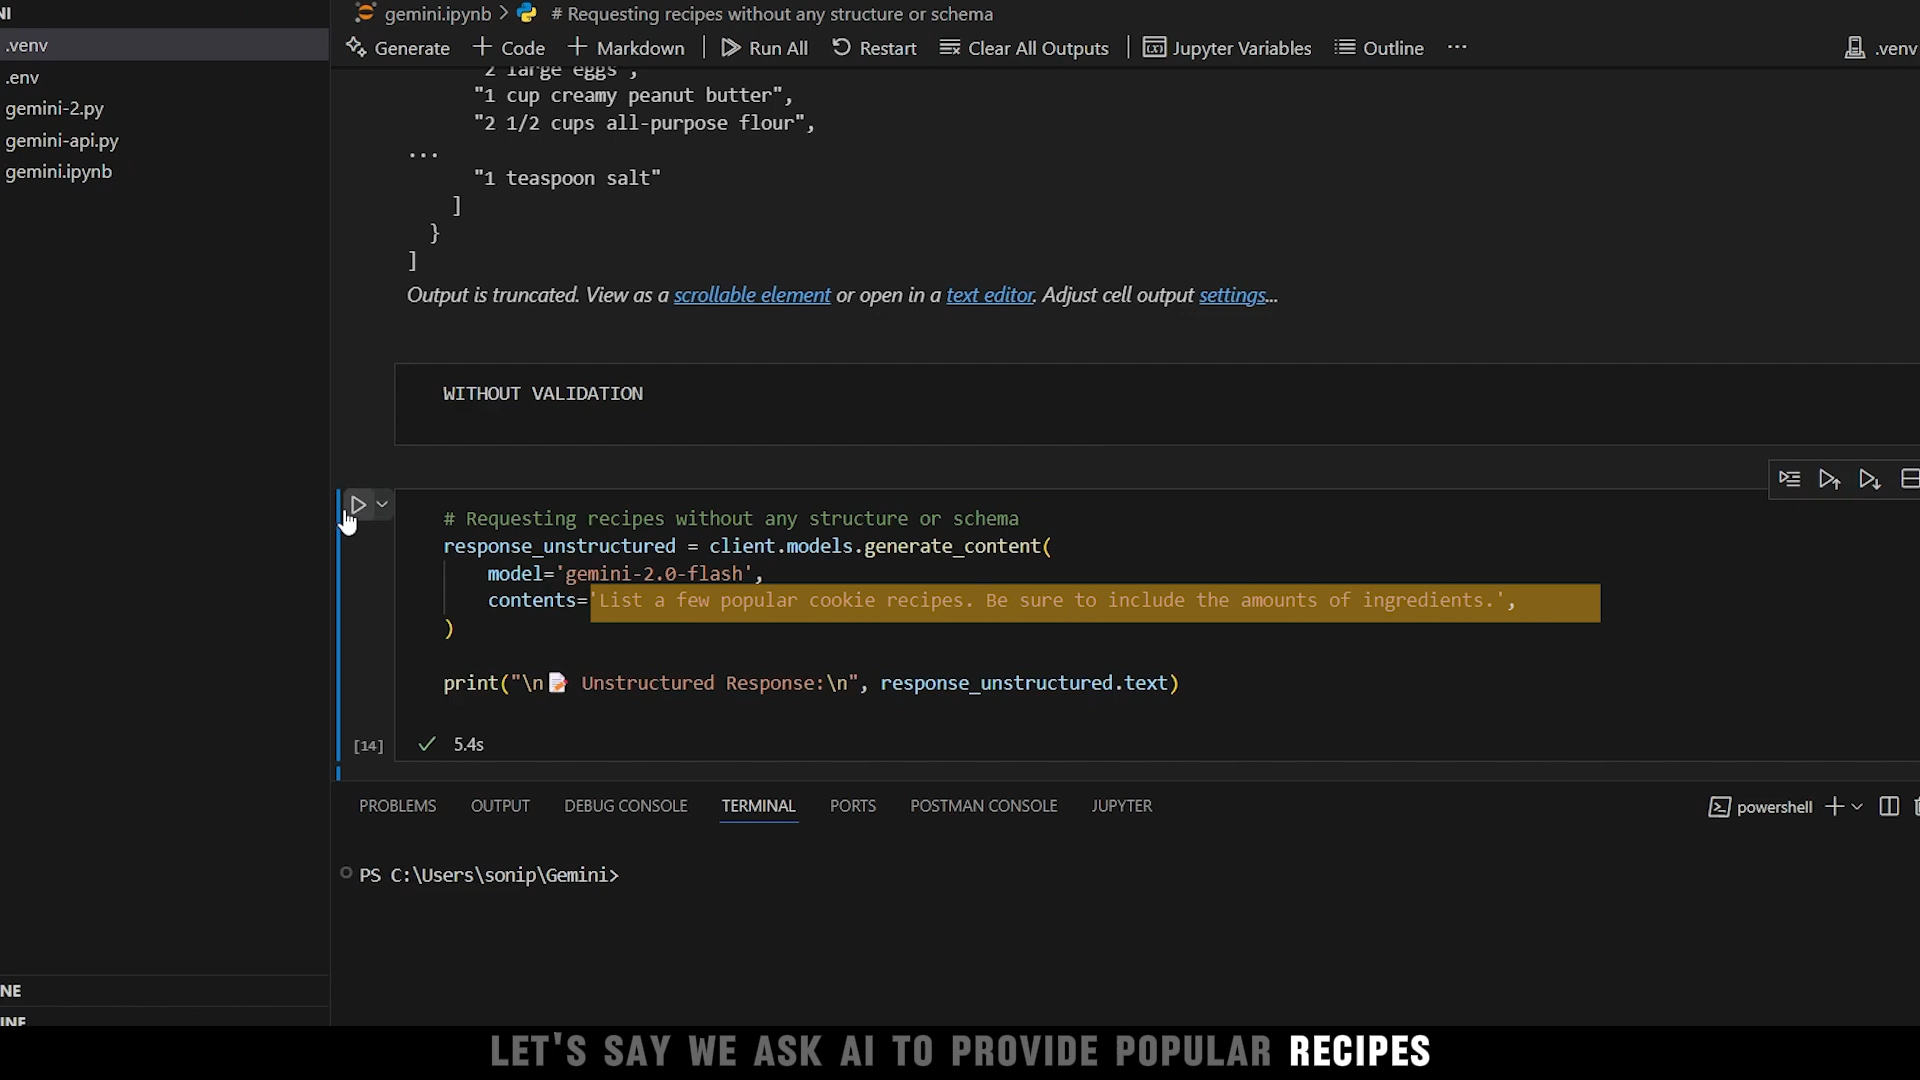 NI
.venv
.env
gemini-2.py
gemini-api.py
gemini.ipynb
NE
INE
gemini.ipynb > # Requesting recipes without any structure or schema
Generate + Code + Markdown Run All Restart Clear All Outputs Jupyter Variables Outline ... .venv
2 large eggs",
"1 cup creamy peanut butter",
"2 1/2 cups all-purpose flour",
...
"1 teaspoon salt"
]
}
]
Output is truncated. View as a scrollable element or open in a text editor. Adjust cell output settings...
WITHOUT VALIDATION
# Requesting recipes without any structure or schema
response_unstructured = client.models.generate_content(
model='gemini-2.0-flash',
contents='List a few popular cookie recipes. Be sure to include the amounts of ingredients.',
)
print("\n📝 Unstructured Response:\n", response_unstructured.text)
[14] ✓ 5.4s
PROBLEMS OUTPUT DEBUG CONSOLE TERMINAL PORTS POSTMAN CONSOLE JUPYTER powershell
PS C:\Users\sonip\Gemini>
LET'S SAY WE ASK AI TO PROVIDE POPULAR RECIPES